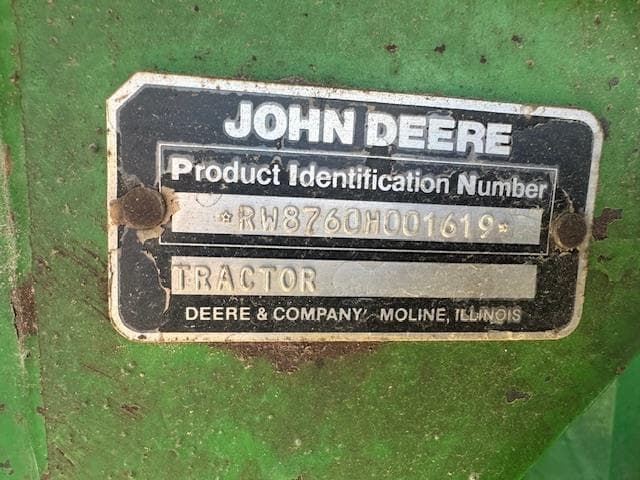 JOHN DEERE
Product Identification Number
*RW8760H001619*
TRACTOR
DEERE & COMPANY MOLINE, ILLINOIS